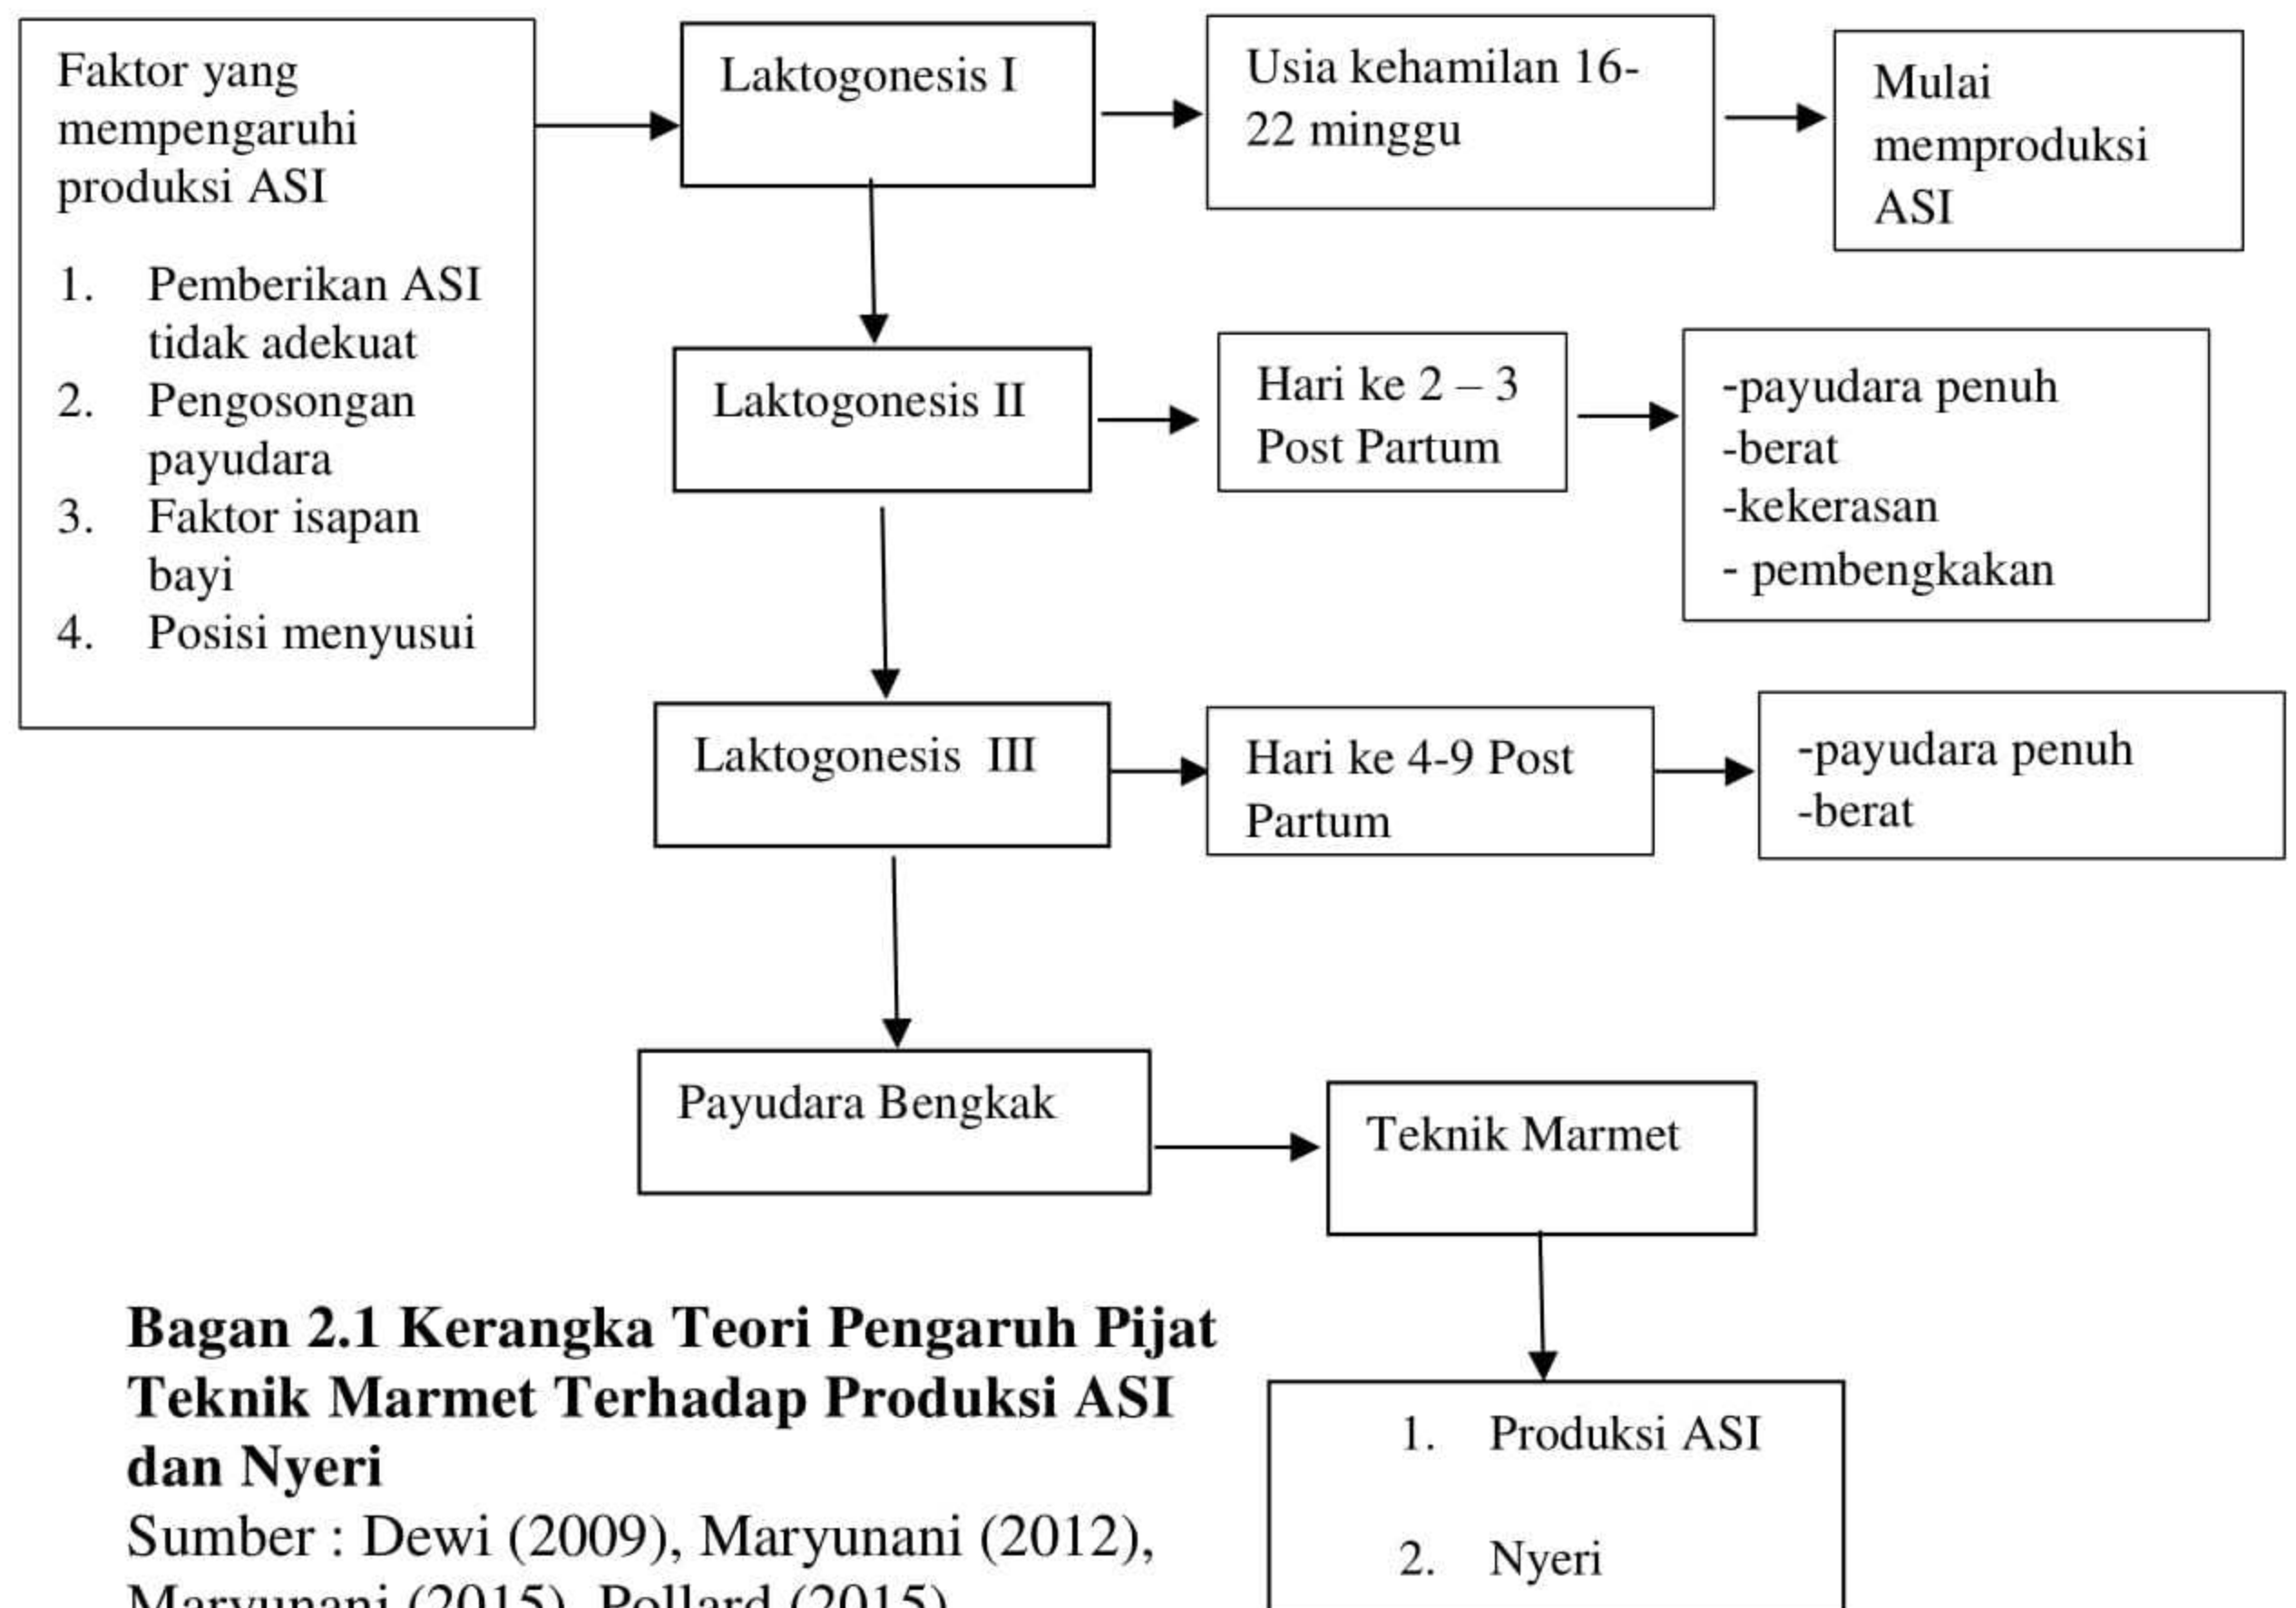 Faktor yang
mempengaruhi
produksi ASI
1. Pemberikan ASI
tidak adekuat
2. Pengosongan
payudara
3. Faktor isapan
bayi
4. Posisi menyusui
Laktogonesis I
Usia kehamilan 16-
22 minggu
Mulai
memproduksi
ASI
Laktogonesis II
Hari ke 2 – 3
Post Partum
-payudara penuh
-berat
-kekerasan
- pembengkakan
Laktogonesis III
Hari ke 4-9 Post
Partum
-payudara penuh
-berat
Payudara Bengkak
Teknik Marmet
1. Produksi ASI
2. Nyeri
Bagan 2.1 Kerangka Teori Pengaruh Pijat
Teknik Marmet Terhadap Produksi ASI
dan Nyeri
Sumber : Dewi (2009), Maryunani (2012),
Maryunani (2015), Pollard (2015)